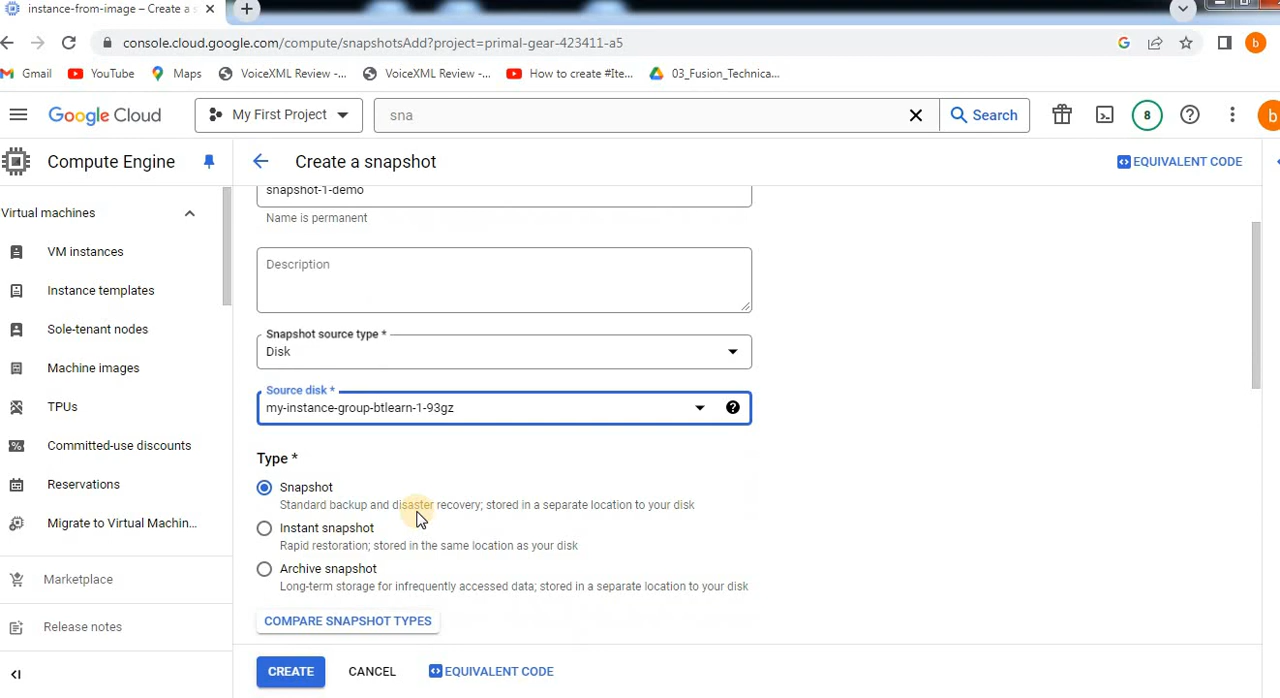 instance-from-image – Create a s
console.cloud.google.com/compute/snapshotsAdd?project=primal-gear-423411-a5
G
b
Gmail
YouTube
Maps
VoiceXML Review -...
VoiceXML Review -...
How to create #Ite...
03_Fusion_Technica...
Google Cloud
My First Project
sna
Search
8
b
Compute Engine
Create a snapshot
EQUIVALENT CODE
Virtual machines
VM instances
Instance templates
Sole-tenant nodes
Machine images
TPUs
Committed-use discounts
Reservations
Migrate to Virtual Machin...
Marketplace
Release notes
snapshot-1-demo
Name is permanent
Description
Snapshot source type *
Disk
Source disk *
my-instance-group-btlearn-1-93gz
Type *
Snapshot
Standard backup and disaster recovery; stored in a separate location to your disk
Instant snapshot
Rapid restoration; stored in the same location as your disk
Archive snapshot
Long-term storage for infrequently accessed data; stored in a separate location to your disk
COMPARE SNAPSHOT TYPES
CREATE
CANCEL
EQUIVALENT CODE